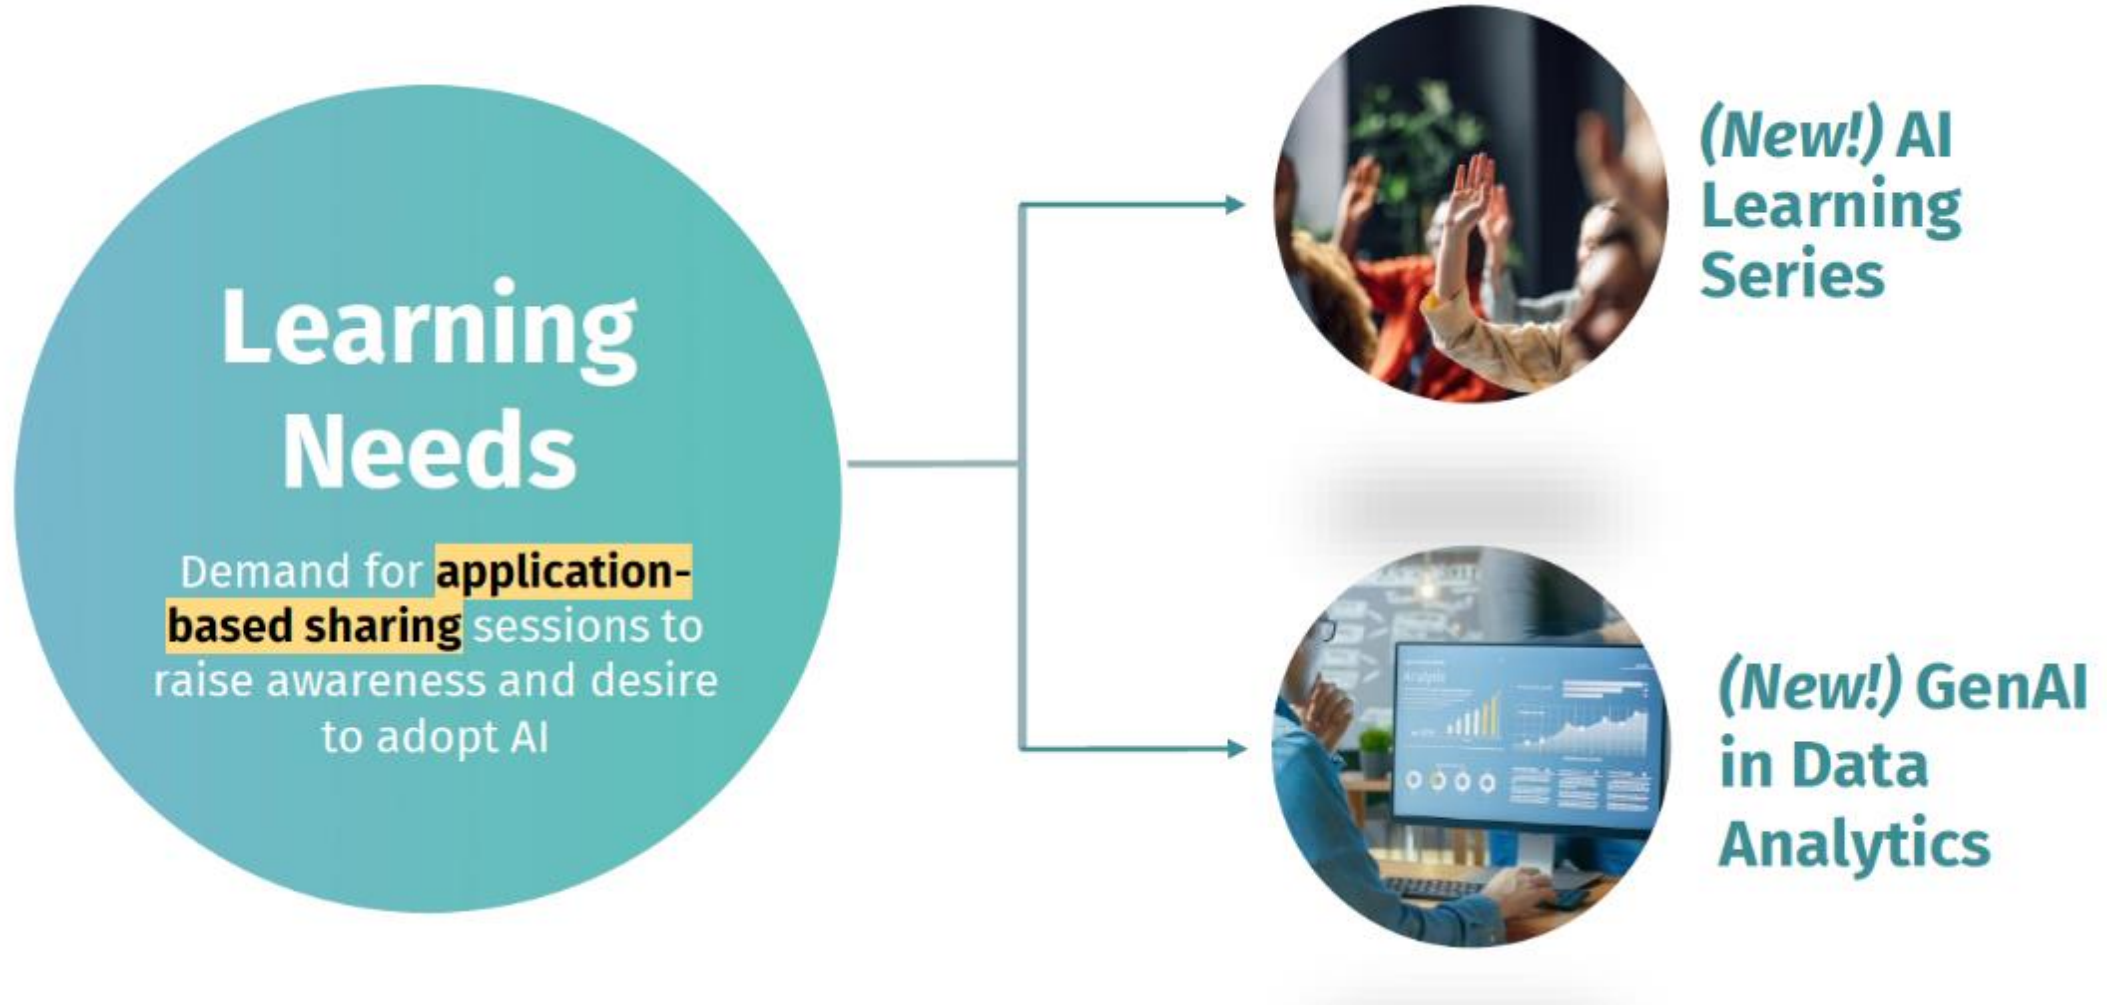 Learning
Needs
Demand for application-
based sharing sessions to
raise awareness and desire
to adopt AI
(New!) AI
Learning
Series
(New!) GenAI
in Data
Analytics